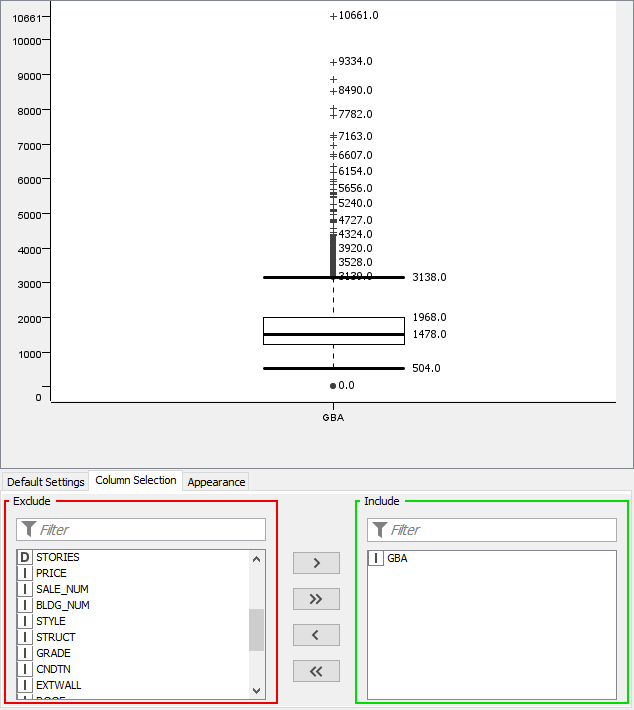 10661
10661.0
10000
9334.0
9000
8490.0
8000
7782.0
7163.0
7000
6607.0
6154.0
6000
5656.0
5240.0
5000
4727.0
4324.0
4000
3920.0
3528.0
3139.0
3138.0
3000
2000
1968.0
1478.0
1000
504.0
0.0
0
GBA
Default Settings Column Selection Appearance
Exclude
Filter
D STORIES
I PRICE
I SALE_NUM
I BLDG_NUM
I STYLE
I STRUCT
I GRADE
I CNDTN
I EXTWALL
>
>>
<
<<
Include
Filter
I GBA